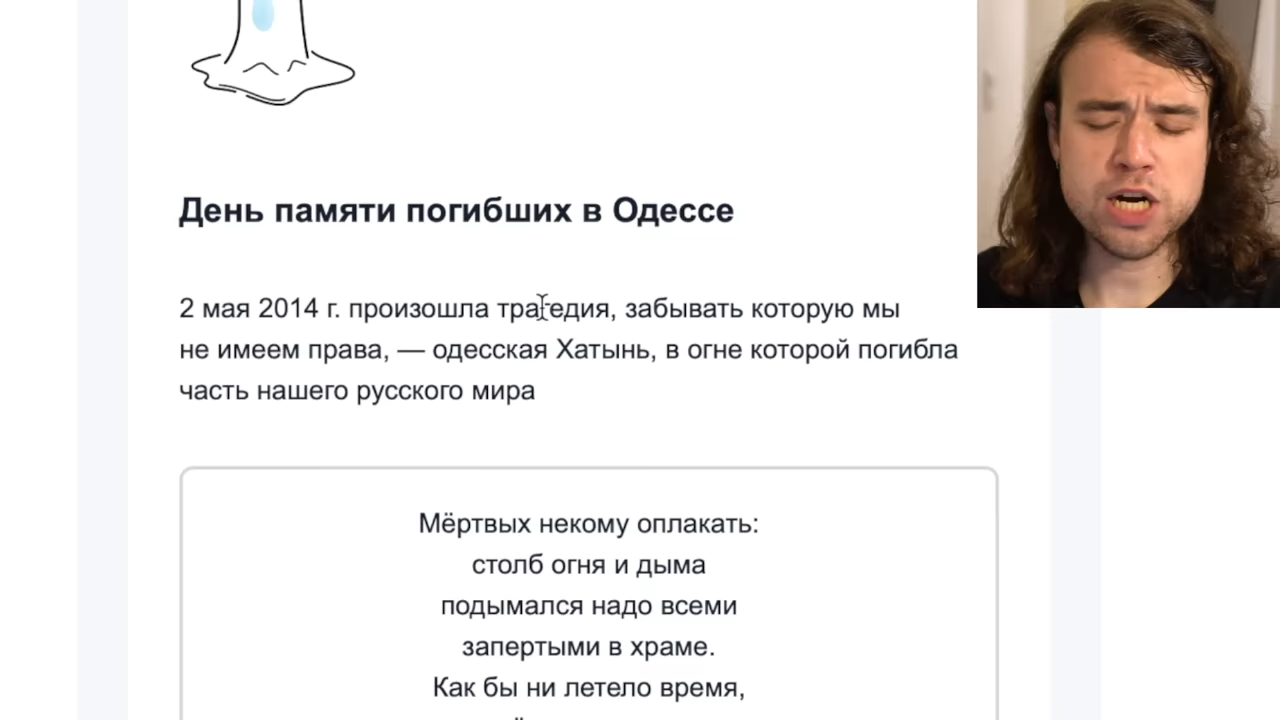 День памяти погибших в Одессе
2 мая 2014 г. произошла трагедия, забывать которую мы
не имеем права, — одесская Хатынь, в огне которой погибла
часть нашего русского мира
Мёртвых некому оплакать:
столб огня и дыма
подымался надо всеми
запертыми в храме.
Как бы ни летело время,